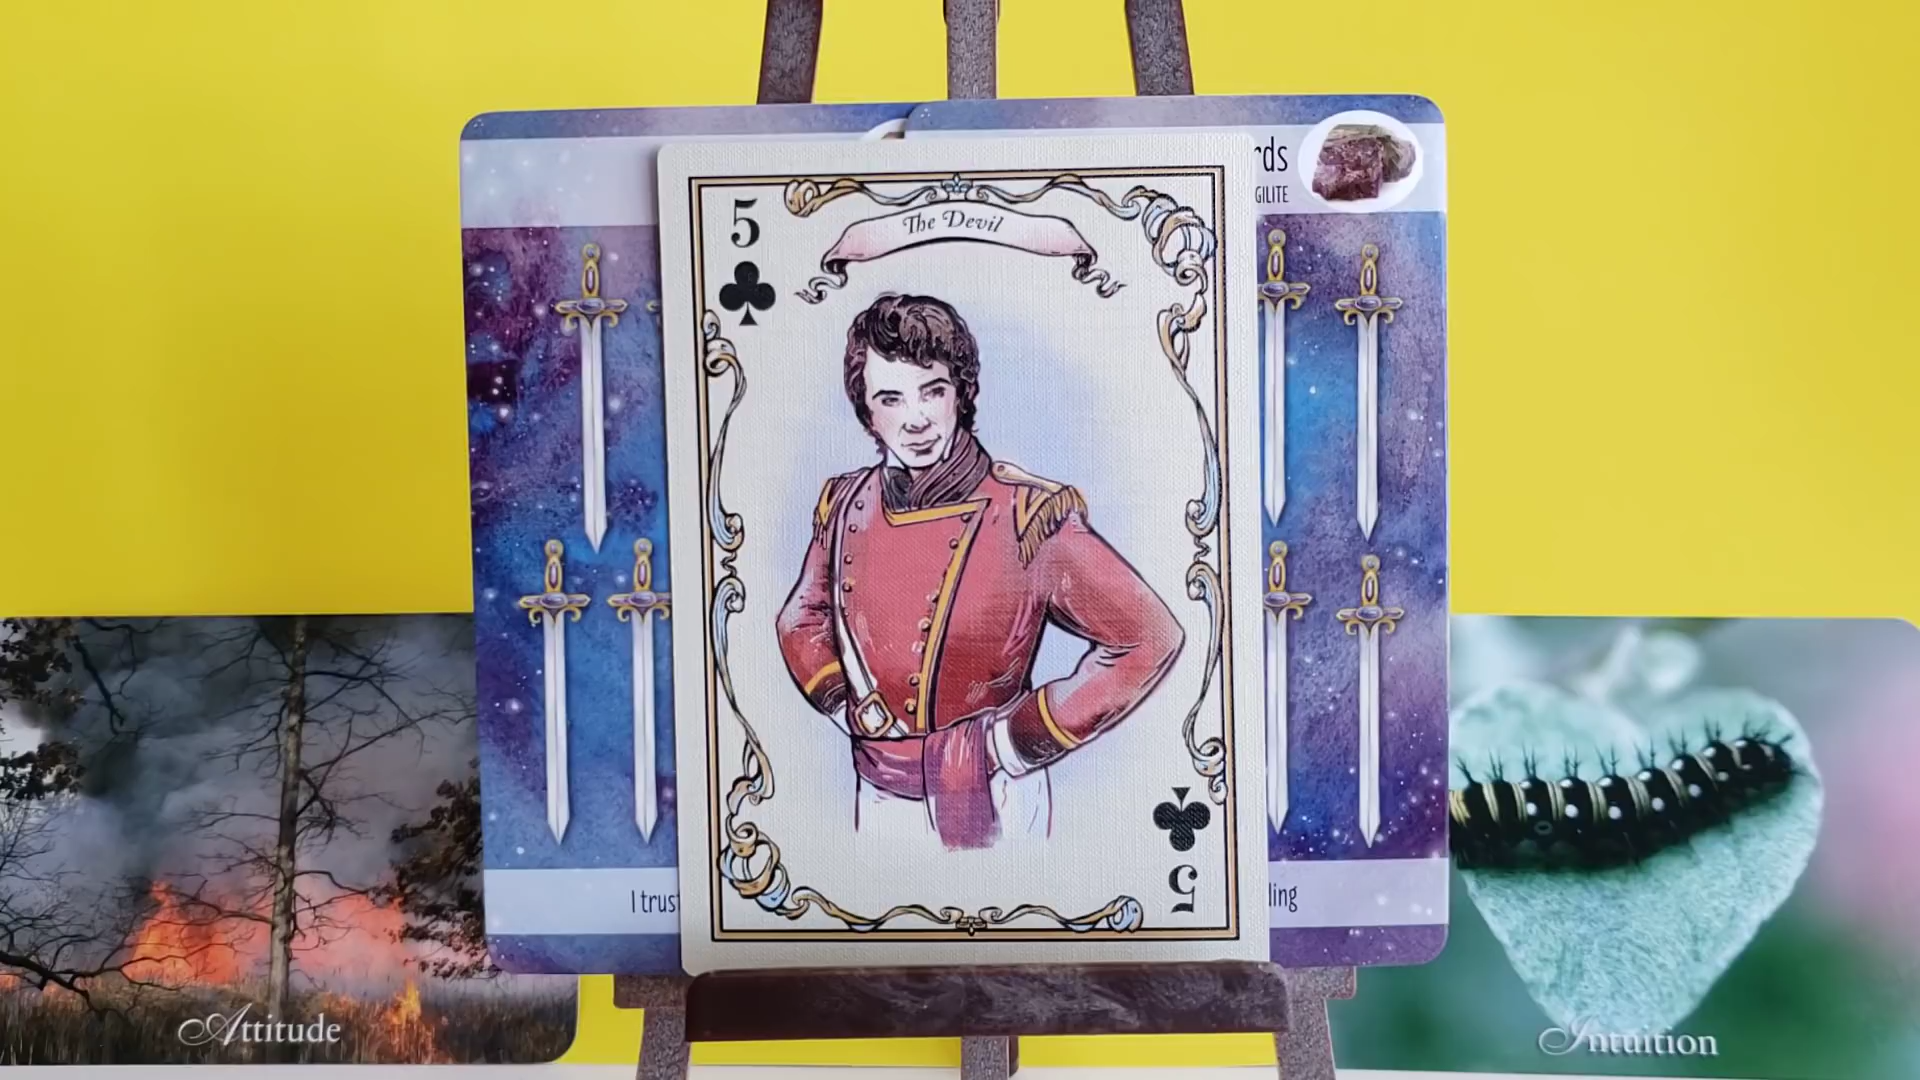 rds
GILITE
5
The Devil
I trust
ling
5
Attitude
Intuition